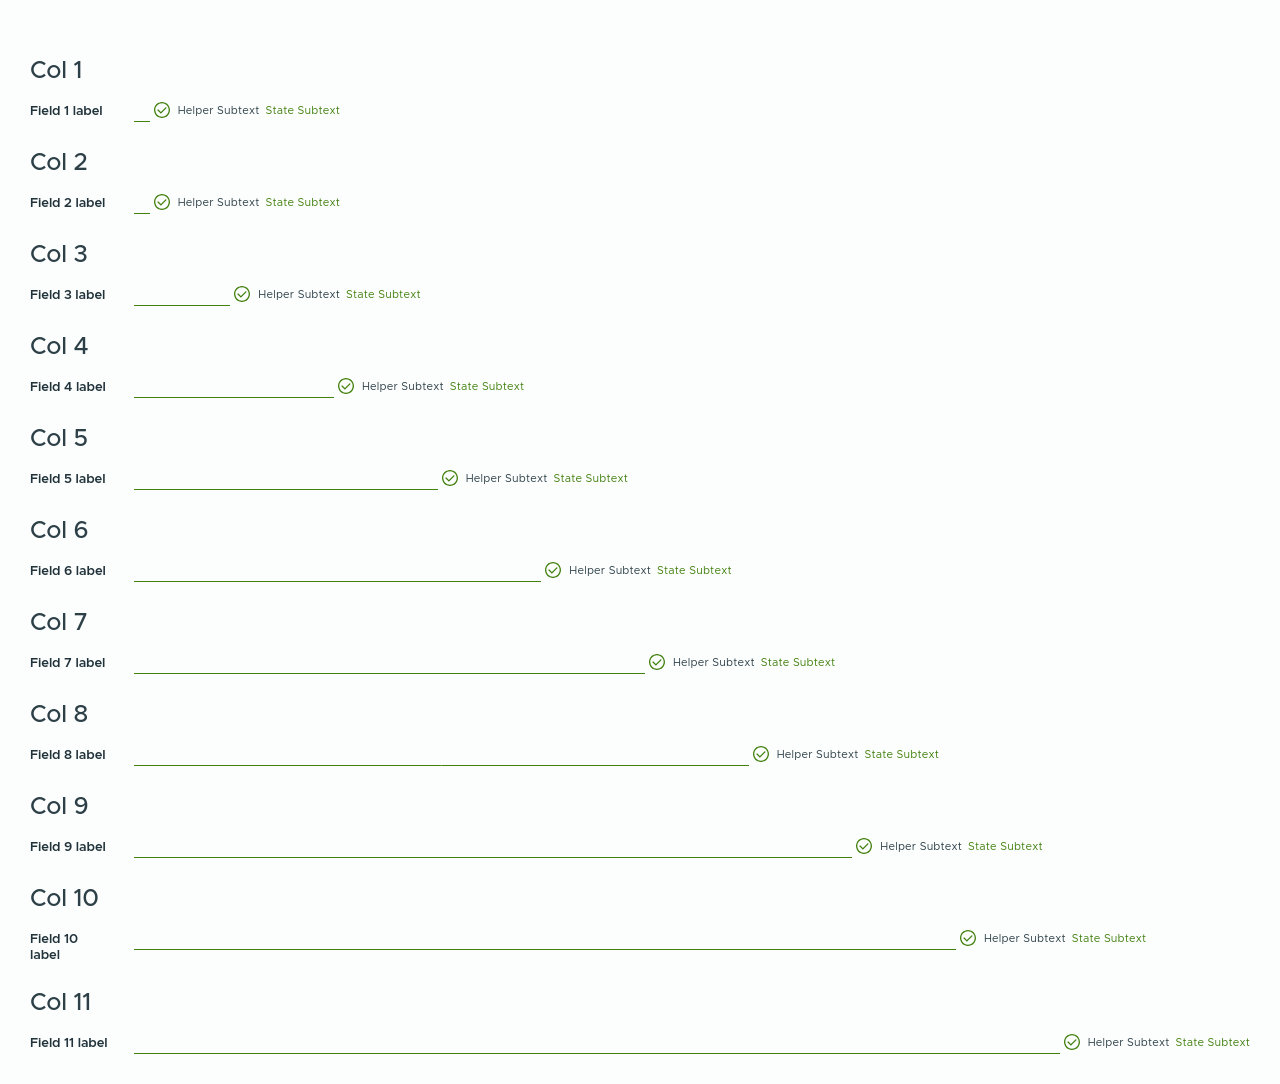 Col 1
Field 1 label Helper Subtext State Subtext
Col 2
Field 2 label Helper Subtext State Subtext
Col 3
Field 3 label Helper Subtext State Subtext
Col 4
Field 4 label Helper Subtext State Subtext
Col 5
Field 5 label Helper Subtext State Subtext
Col 6
Field 6 label Helper Subtext State Subtext
Col 7
Field 7 label Helper Subtext State Subtext
Col 8
Field 8 label Helper Subtext State Subtext
Col 9
Field 9 label Helper Subtext State Subtext
Col 10
Field 10 Helper Subtext State Subtext
label
Col 11
Field 11 label Helper Subtext State Subtext